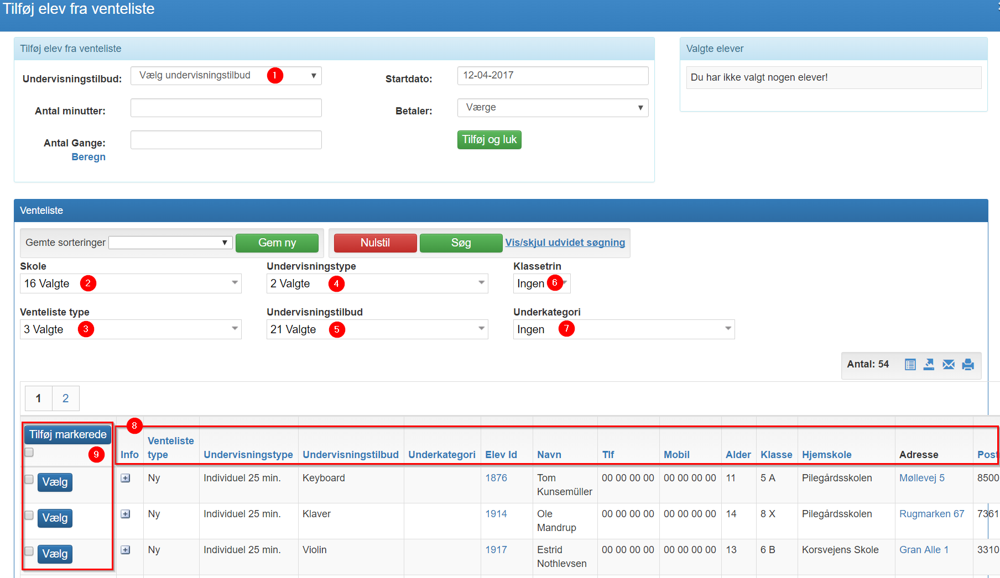 Tilføj elev fra venteliste
Tilføj elev fra venteliste
Undervisningstilbud: Vælg undervisningstilbud 1
Startdato: 12-04-2017
Antal minutter:
Betaler: Værge
Antal Gange:
Beregn
Tilføj og luk
Valgte elever
Du har ikke valgt nogen elever!
Venteliste
Gemte sorteringer Gem ny Nulstil Søg Vis/skjul udvidet søgning
Skole Undervisningstype Klassetrin
16 Valgte 2 2 Valgte 4 Ingen 6
Venteliste type Undervisningstilbud Underkategori
3 Valgte 3 21 Valgte 5 Ingen 7
Antal: 54
1 2
Tilføj markerede 8
9
Info Venteliste type Undervisningstype Undervisningstilbud Underkategori Elev Id Navn Tlf Mobil Alder Klasse Hjemskole Adresse Post
Vælg Ny Individuel 25 min. Keyboard 1876 Tom Kunsemüller 00 00 00 00 00 00 00 00 11 5 A Pilegårdsskolen Møllevej 5 8500
Vælg Ny Individuel 25 min. Klaver 1914 Ole Mandrup 00 00 00 00 00 00 00 00 14 8 X Pilegårdsskolen Rugmarken 67 7361
Vælg Ny Individuel 25 min. Violin 1917 Estrid Nothlevsen 00 00 00 00 00 00 00 00 13 6 B Korsvejens Skole Gran Alle 1 3310